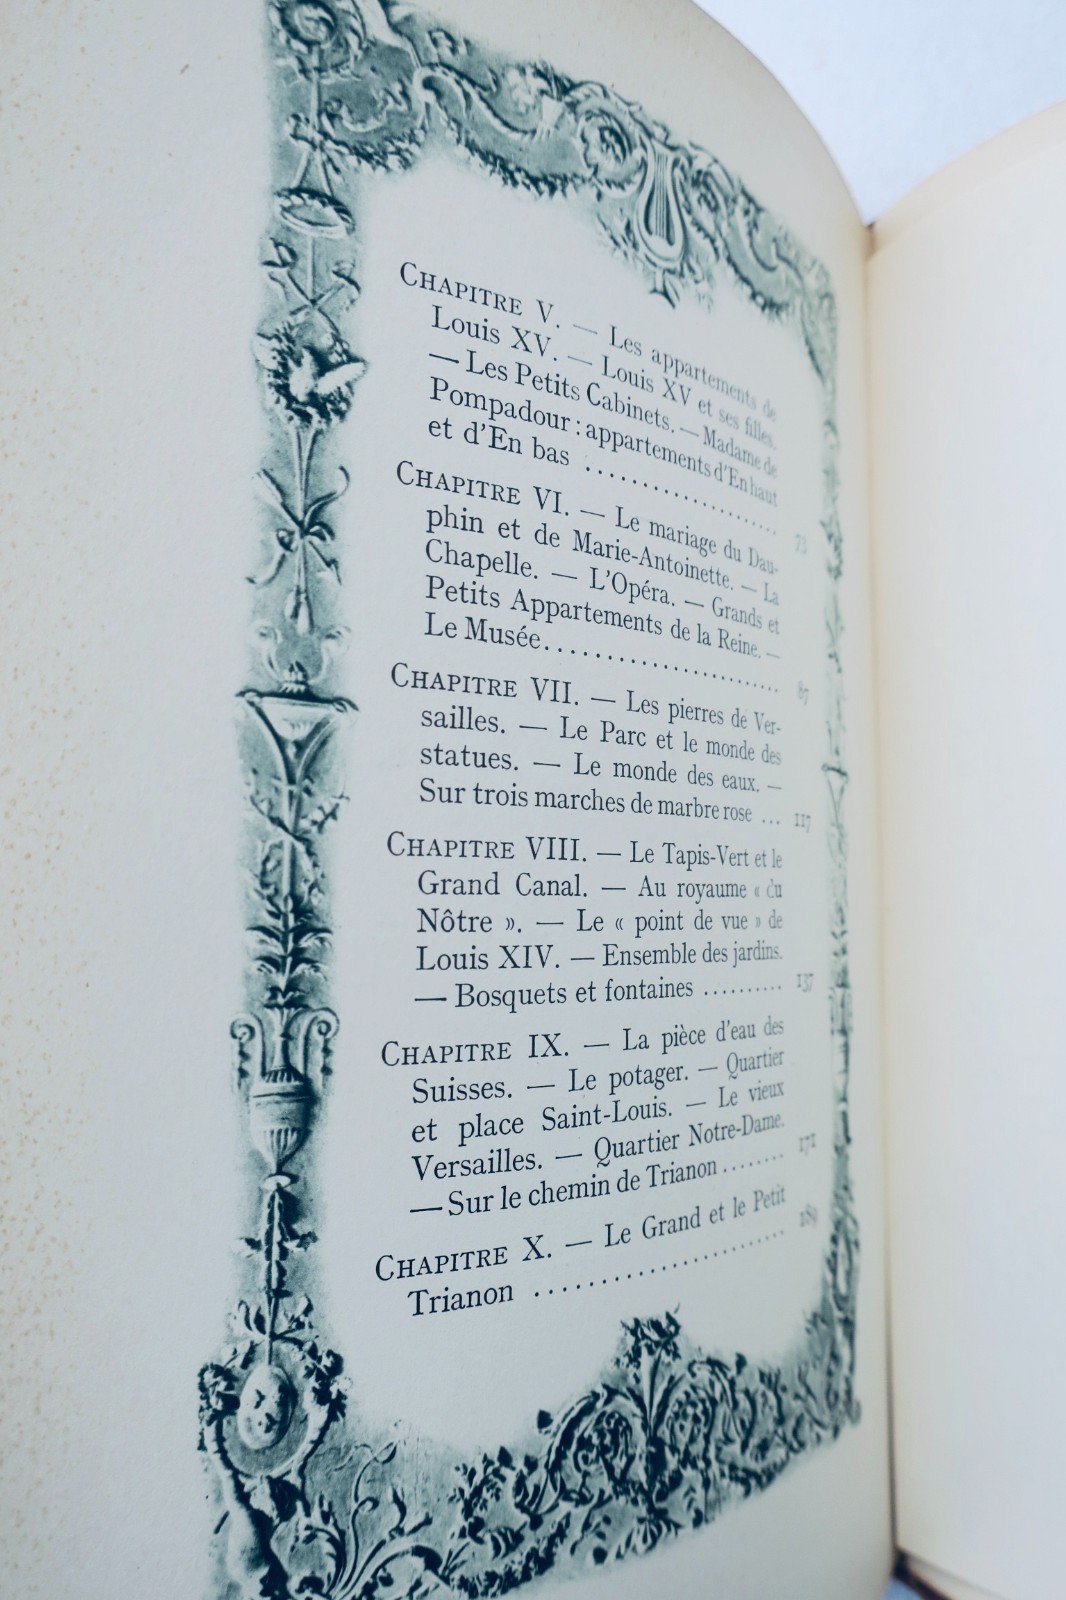 CHAPITRE V. — Les appartements de
Louis XV. — Louis XV et ses filles.
— Les Petits Cabinets. — Madame de
Pompadour : appartements d'En haut
et d'En bas .................... 73
CHAPITRE VI. — Le mariage du Dau-
phin et de Marie-Antoinette. — La
Chapelle. — L'Opéra. — Grands et
Petits Appartements de la Reine. —
Le Musée...................... 87
CHAPITRE VII. — Les pierres de Ver-
sailles. — Le Parc et le monde des
statues. — Le monde des eaux. —
Sur trois marches de marbre rose ... 117
CHAPITRE VIII. — Le Tapis-Vert et le
Grand Canal. — Au royaume « du
Nôtre ». — Le « point de vue » de
Louis XIV. — Ensemble des jardins.
— Bosquets et fontaines .......... 137
CHAPITRE IX. — La pièce d'eau des
Suisses. — Le potager. — Quartier
et place Saint-Louis. — Le vieux
Versailles. — Quartier Notre-Dame.
— Sur le chemin de Trianon ........ 171
CHAPITRE X. — Le Grand et le Petit
Trianon ........................ 189